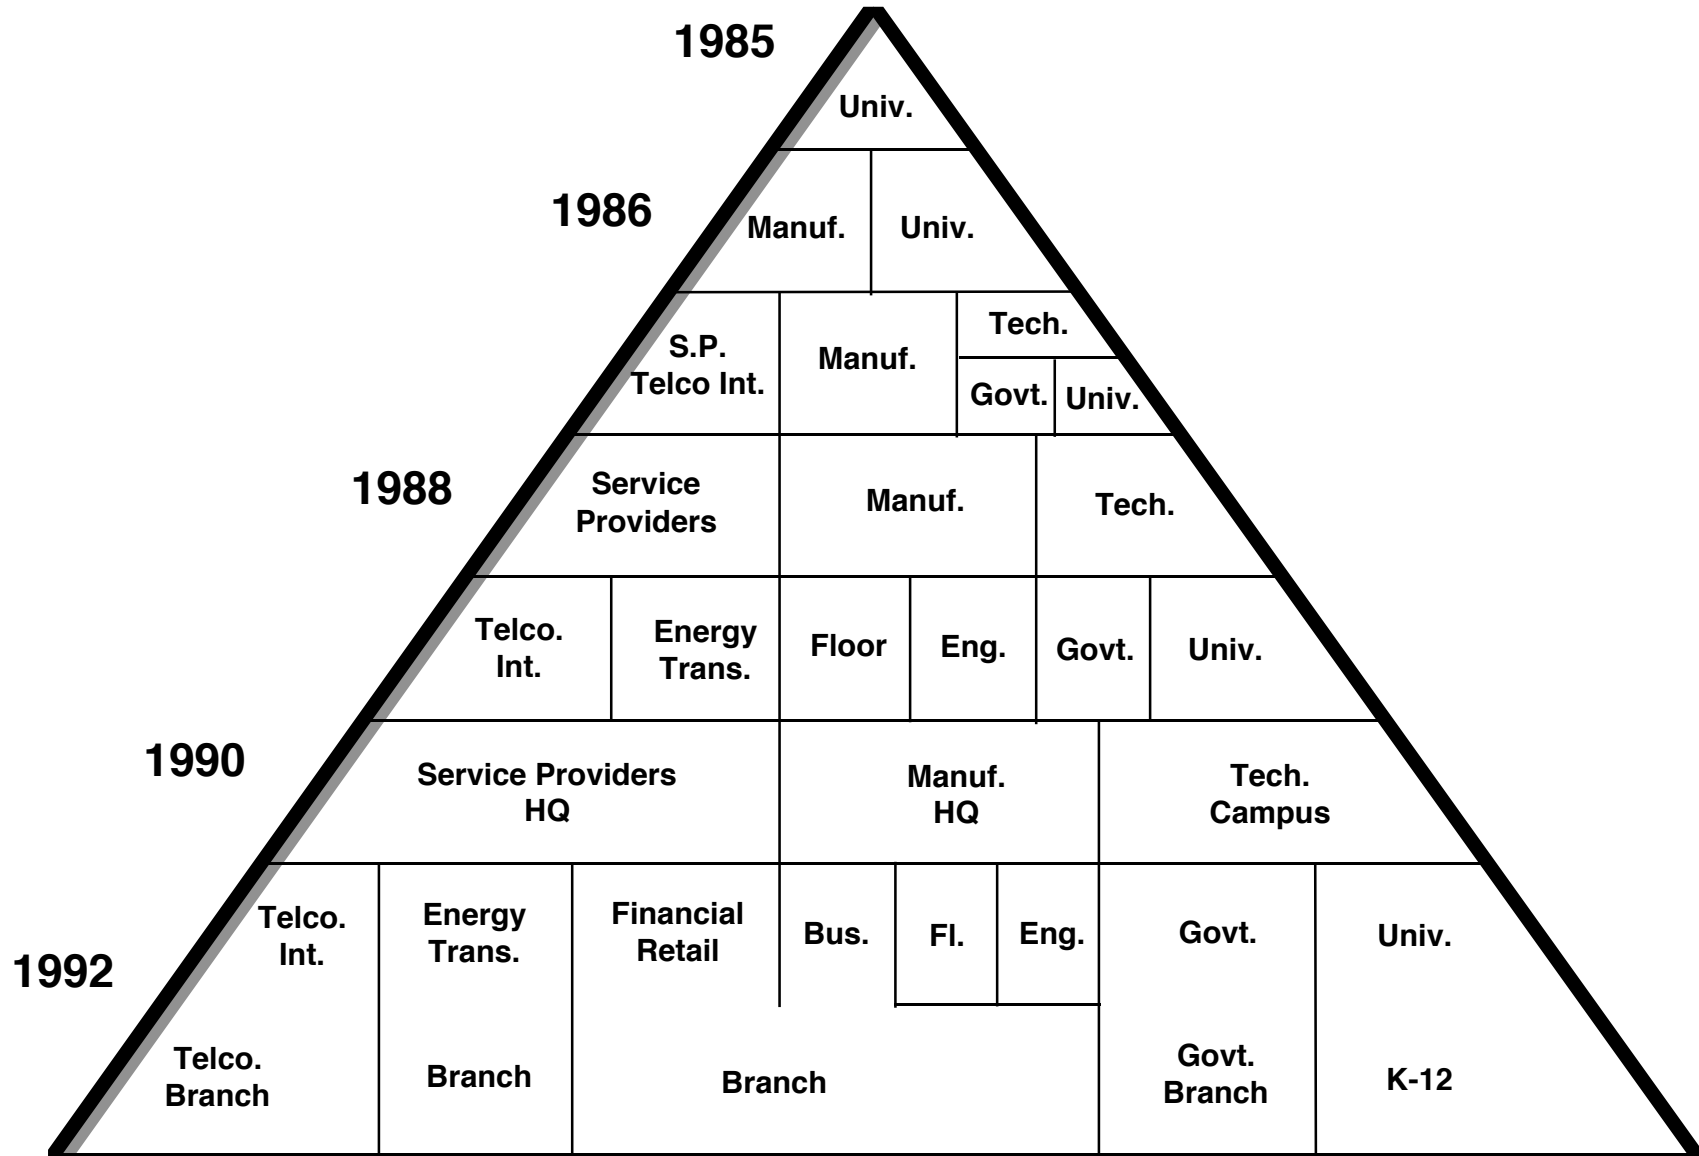 1985
Univ.
1986
Manuf.
Univ.
S.P.
Telco Int.
Manuf.
Tech.
Govt.
Univ.
1988
Service
Providers
Manuf.
Tech.
Telco.
Int.
Energy
Trans.
Floor
Eng.
Govt.
Univ.
1990
Service Providers
HQ
Manuf.
HQ
Tech.
Campus
1992
Telco.
Int.
Energy
Trans.
Financial
Retail
Bus.
Fl.
Eng.
Govt.
Univ.
Telco.
Branch
Branch
Branch
Govt.
Branch
K-12